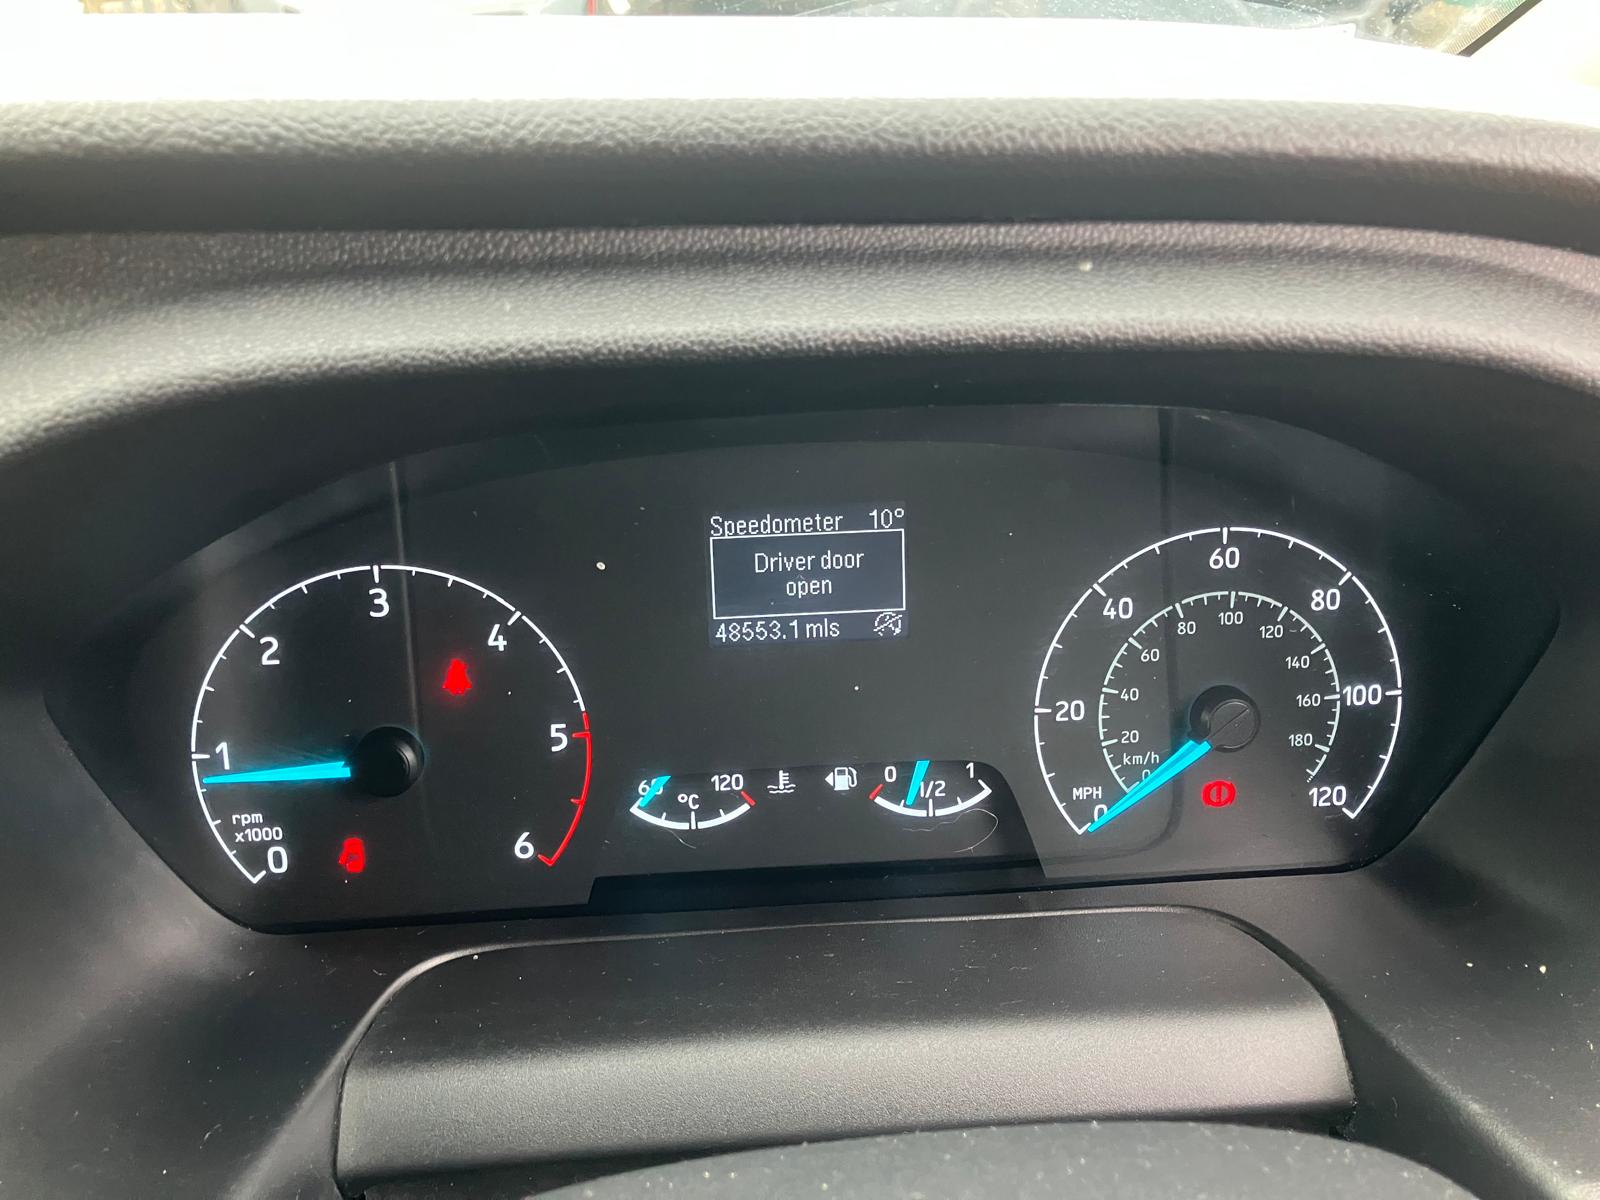 Speedometer 10°
Driver door
open
48553.1 mls
0 1 2 3 4 5 6
rpm
x1000
120
°C
0 1/2 1
0 20 40 60 80 100 120
MPH
20 40 60 80 100 120 140 160 180
km/h
0